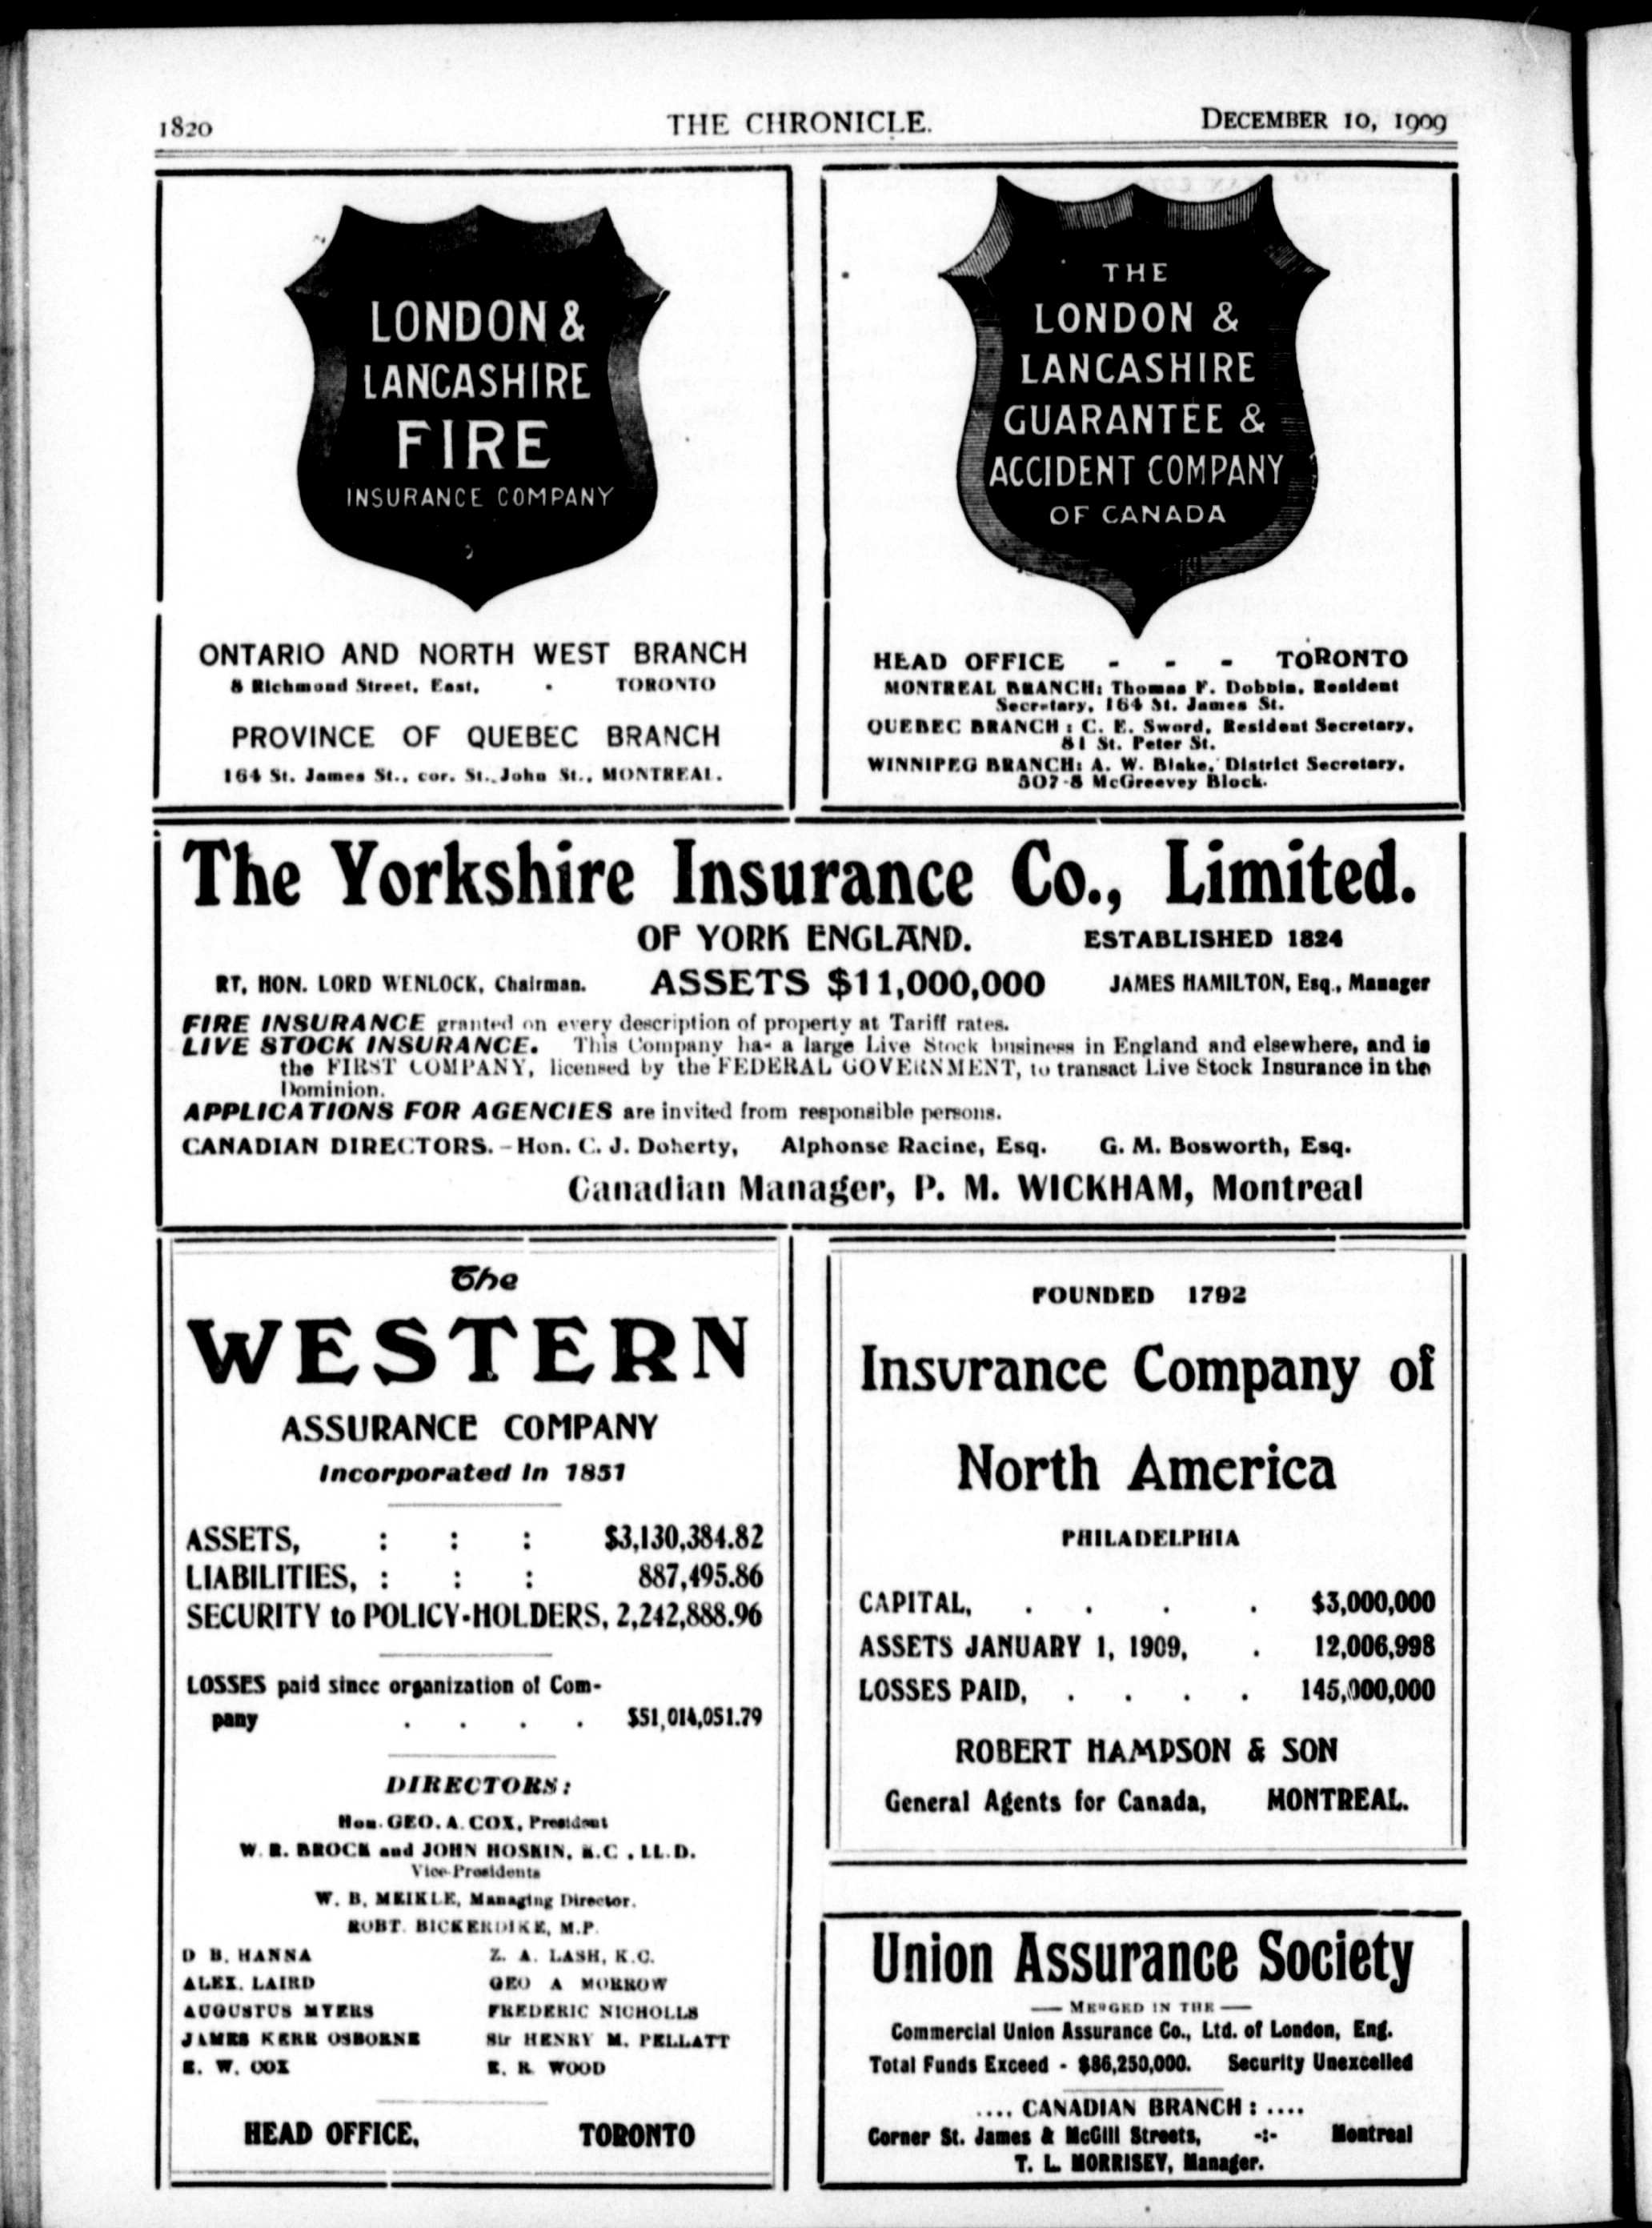 1820
THE CHRONICLE.
DECEMBER 10, 1909
LONDON &
LANCASHIRE
FIRE
INSURANCE COMPANY
ONTARIO AND NORTH WEST BRANCH
8 Richmond Street, East, - TORONTO
PROVINCE OF QUEBEC BRANCH
164 St. James St., cor. St. John St., MONTREAL.
THE
LONDON &
LANCASHIRE
GUARANTEE &
ACCIDENT COMPANY
OF CANADA
HEAD OFFICE - - - TORONTO
MONTREAL BRANCH: Thomas F. Dobbin, Resident
Secretary, 164 St. James St.
QUEBEC BRANCH : C. E. Sword, Resident Secretary,
81 St. Peter St.
WINNIPEG BRANCH: A. W. Blake, District Secretary,
507-8 McGreevey Block.
The Yorkshire Insurance Co., Limited.
OF YORK ENGLAND. ESTABLISHED 1824
RT. HON. LORD WENLOCK, Chairman. ASSETS $11,000,000 JAMES HAMILTON, Esq., Manager
FIRE INSURANCE granted on every description of property at Tariff rates.
LIVE STOCK INSURANCE. This Company has a large Live Stock business in England and elsewhere, and is
the FIRST COMPANY, licensed by the FEDERAL GOVERNMENT, to transact Live Stock Insurance in the
Dominion.
APPLICATIONS FOR AGENCIES are invited from responsible persons.
CANADIAN DIRECTORS.-Hon. C. J. Doherty, Alphonse Racine, Esq. G. M. Bosworth, Esq.
Canadian Manager, P. M. WICKHAM, Montreal
The
WESTERN
ASSURANCE COMPANY
Incorporated in 1851
ASSETS, : : : $3,130,384.82
LIABILITIES, : : : 887,495.86
SECURITY to POLICY-HOLDERS, 2,242,888.96
LOSSES paid since organization of Com-
pany . . . . $51,014,051.79
DIRECTORS:
Hon. GEO. A. COX, President
W. R. BROCK and JOHN HOSKIN, K.C., LL.D.
Vice-Presidents
W. B. MEIKLE, Managing Director.
ROBT. BICKERDIKE, M.P.
D B. HANNA Z. A. LASH, K.C.
ALEX. LAIRD GEO A MORROW
AUGUSTUS MYERS FREDERIC NICHOLLS
JAMES KERR OSBORNE Sir HENRY M. PELLATT
E. W. COX E. R. WOOD
HEAD OFFICE, TORONTO
FOUNDED 1792
Insurance Company of
North America
PHILADELPHIA
CAPITAL, . . . . $3,000,000
ASSETS JANUARY 1, 1909, . 12,006,998
LOSSES PAID, . . . . 145,000,000
ROBERT HAMPSON & SON
General Agents for Canada, MONTREAL.
Union Assurance Society
— MERGED IN THE —
Commercial Union Assurance Co., Ltd. of London, Eng.
Total Funds Exceed - $86,250,000. Security Unexcelled
.... CANADIAN BRANCH : ....
Corner St. James & McGill Streets, -:- Montreal
T. L. MORRISEY, Manager.